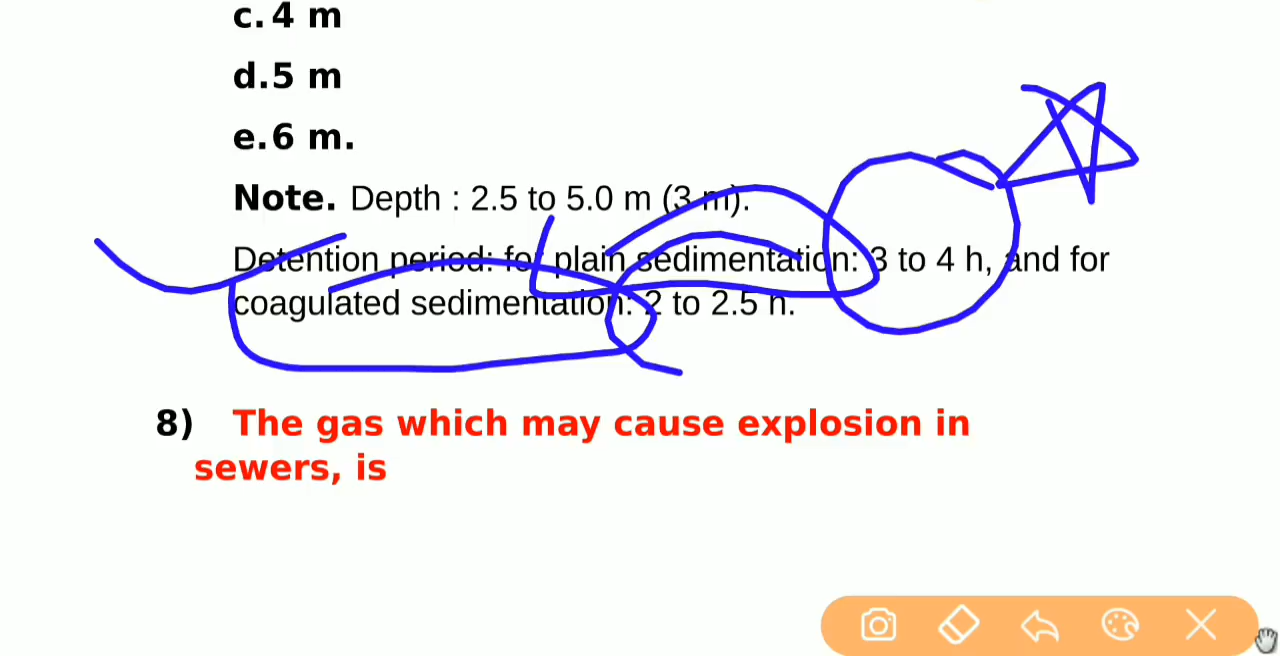 c. 4 m
d. 5 m
e. 6 m.
Note. Depth : 2.5 to 5.0 m (3 m).
Detention period: for plain sedimentation: 3 to 4 h, and for
coagulated sedimentation: 2 to 2.5 h.
8) The gas which may cause explosion in
sewers, is